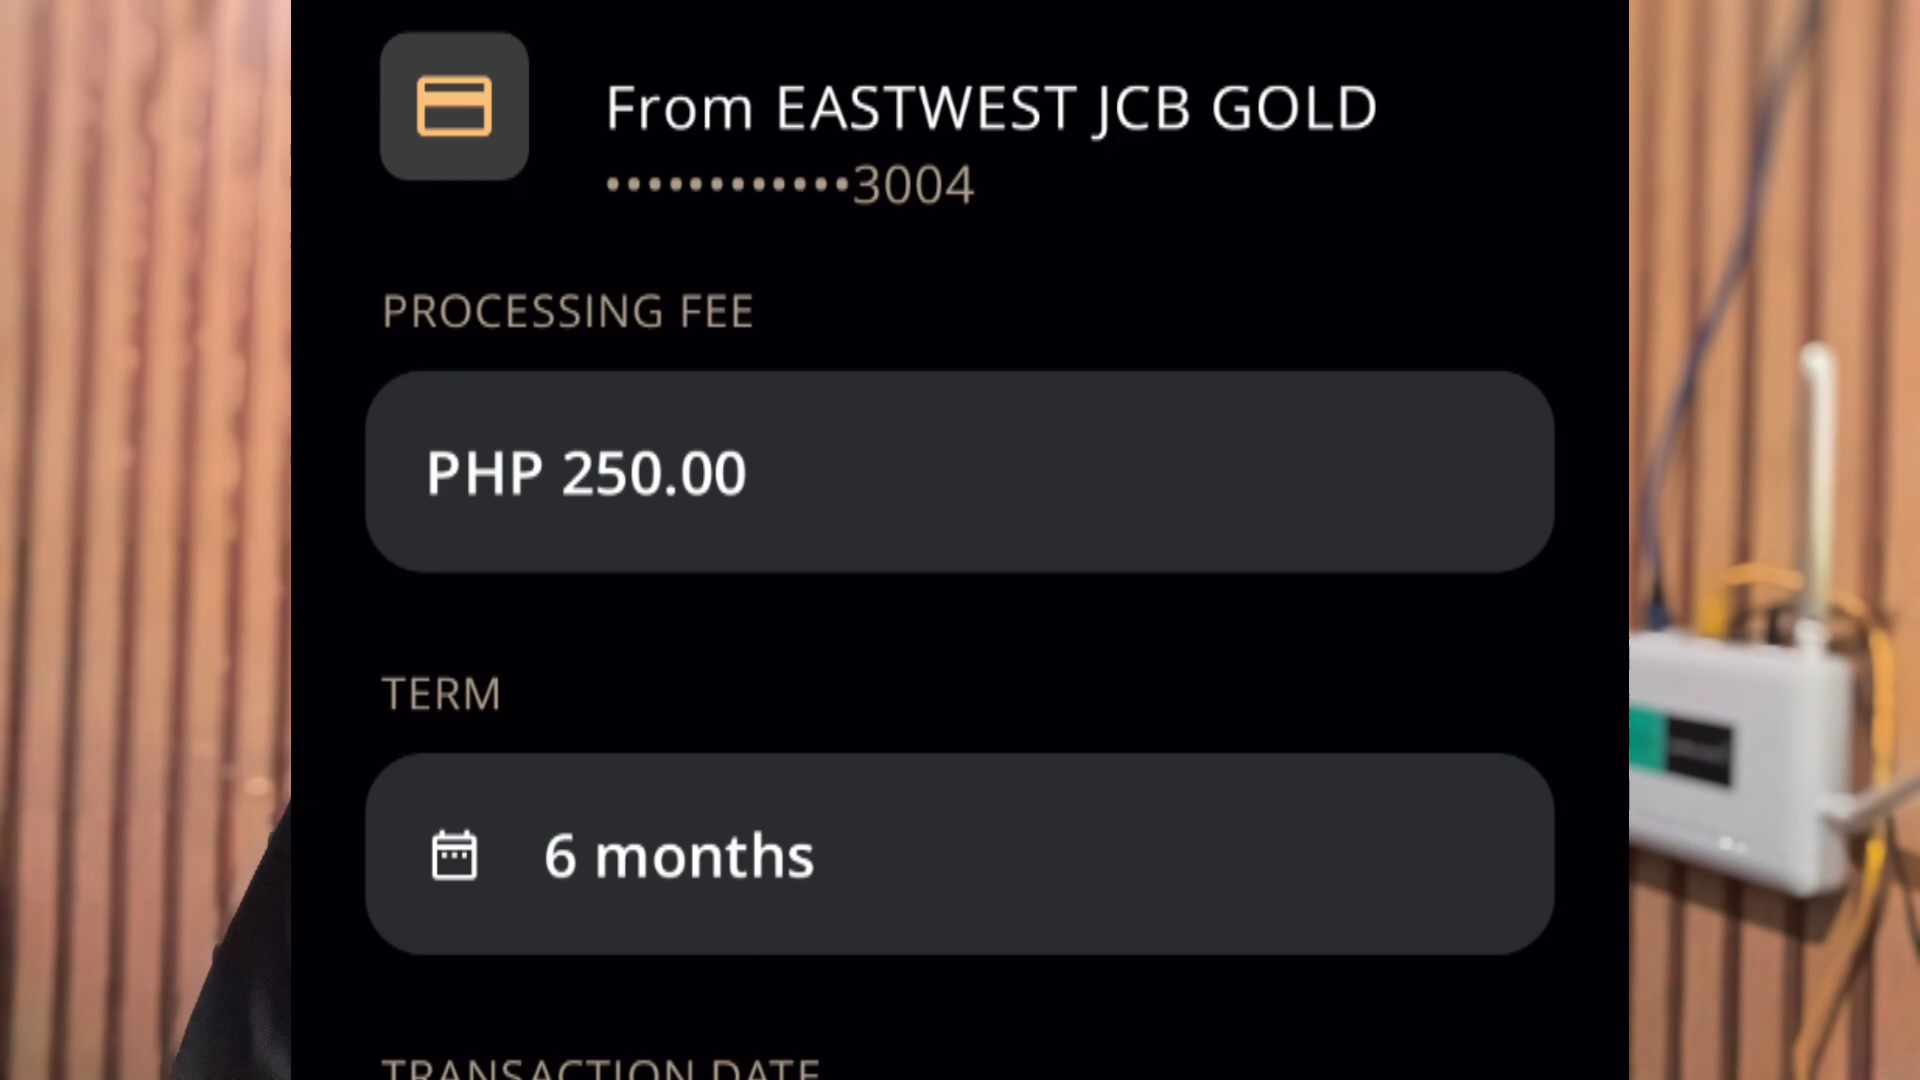 From EASTWEST JCB GOLD
••••••••••••3004
PROCESSING FEE
PHP 250.00
TERM
6 months
TRANSACTION DATE